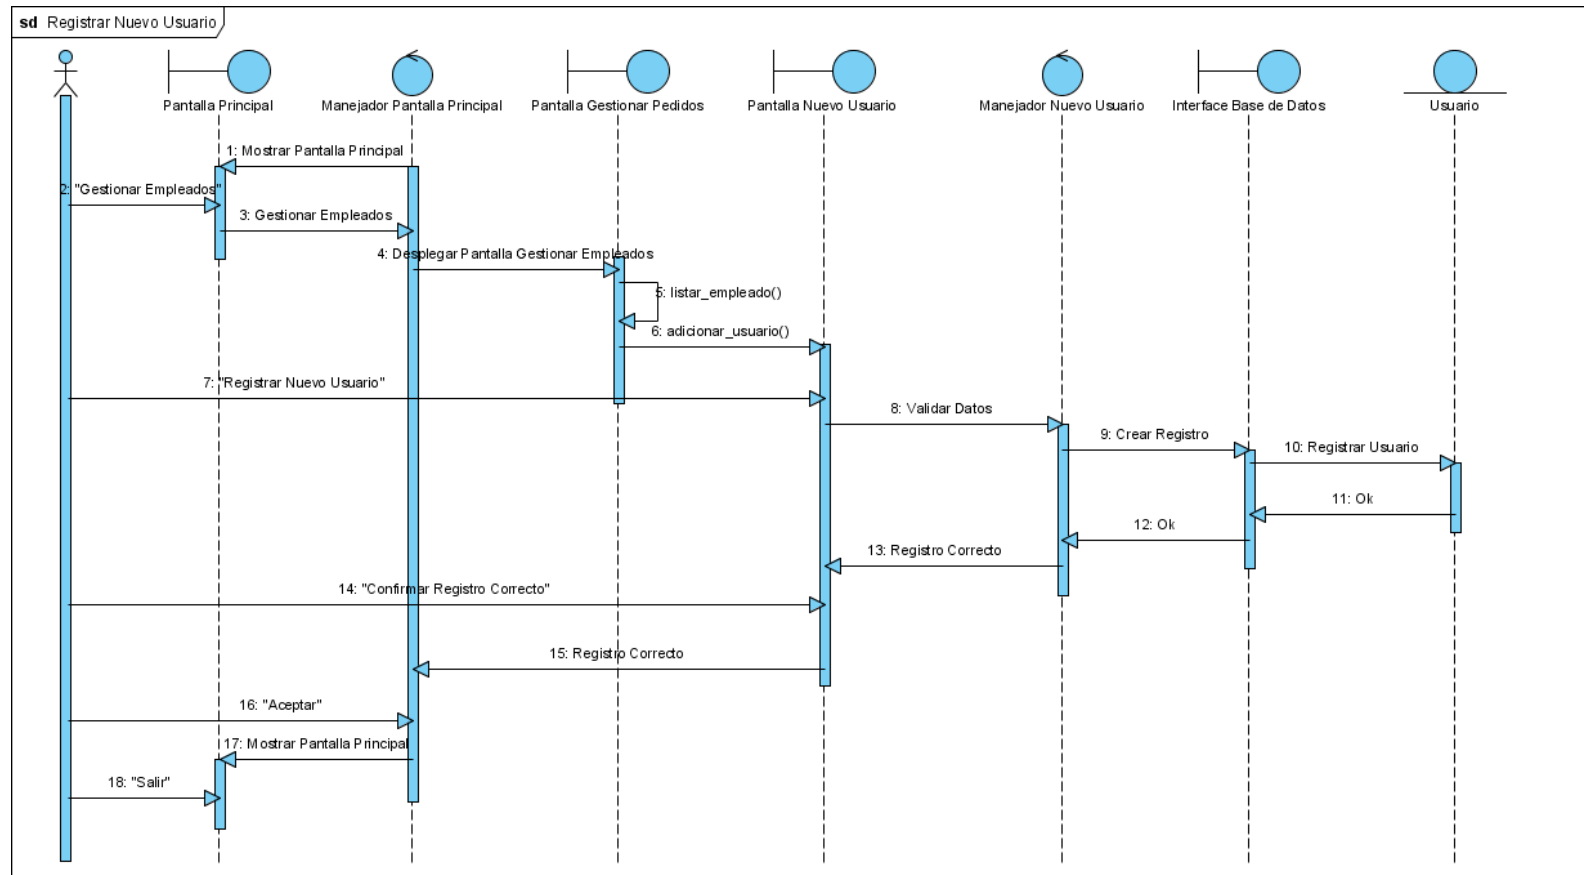 sd Registrar Nuevo Usuario
Pantalla Principal
Manejador Pantalla Principal
Pantalla Gestionar Pedidos
Pantalla Nuevo Usuario
Manejador Nuevo Usuario
Interface Base de Datos
Usuario
1: Mostrar Pantalla Principal
2: "Gestionar Empleados"
3: Gestionar Empleados
4: Desplegar Pantalla Gestionar Empleados
5: listar_empleado()
6: adicionar_usuario()
7: "Registrar Nuevo Usuario"
8: Validar Datos
9: Crear Registro
10: Registrar Usuario
11: Ok
12: Ok
13: Registro Correcto
14: "Confirmar Registro Correcto"
15: Registro Correcto
16: "Aceptar"
17: Mostrar Pantalla Principal
18: "Salir"